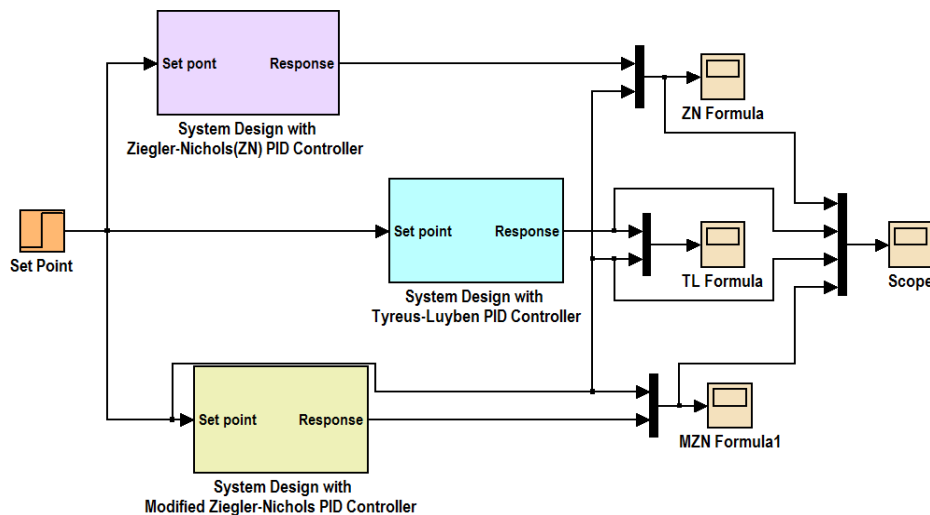 Set pont
Response
System Design with
Ziegler-Nichols(ZN) PID Controller
ZN Formula
Set Point
Set point
Response
System Design with
Tyreus-Luyben PID Controller
TL Formula
Scope
Set point
Response
System Design with
Modified Ziegler-Nichols PID Controller
MZN Formula1